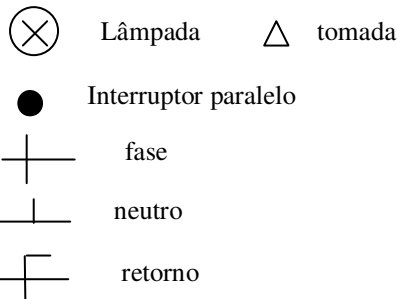 Lâmpada tomada
Interruptor paralelo
fase
neutro
retorno